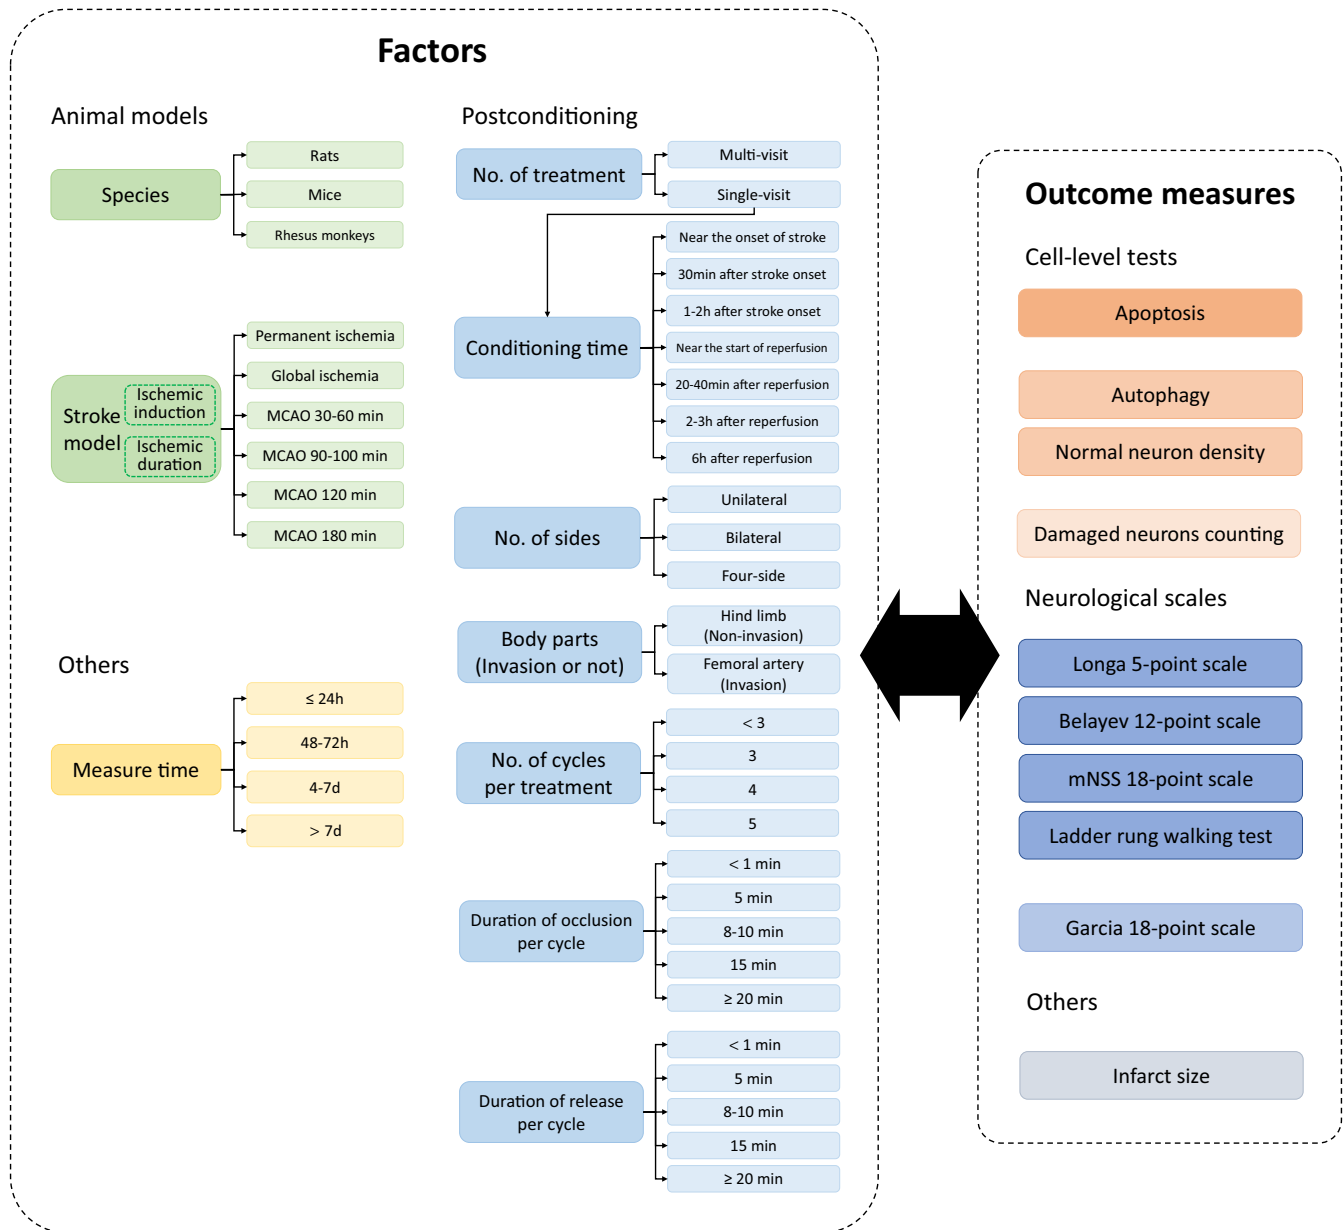 Factors
Animal models
Species
Rats
Mice
Rhesus monkeys
Stroke
model
Ischemic
induction
Ischemic
duration
Permanent ischemia
Global ischemia
MCAO 30-60 min
MCAO 90-100 min
MCAO 120 min
MCAO 180 min
Others
Measure time
≤ 24h
48-72h
4-7d
> 7d
Postconditioning
No. of treatment
Multi-visit
Single-visit
Conditioning time
Near the onset of stroke
30min after stroke onset
1-2h after stroke onset
Near the start of reperfusion
20-40min after reperfusion
2-3h after reperfusion
6h after reperfusion
No. of sides
Unilateral
Bilateral
Four-side
Body parts
(Invasion or not)
Hind limb
(Non-invasion)
Femoral artery
(Invasion)
No. of cycles
per treatment
< 3
3
4
5
Duration of occlusion
per cycle
< 1 min
5 min
8-10 min
15 min
≥ 20 min
Duration of release
per cycle
< 1 min
5 min
8-10 min
15 min
≥ 20 min
Outcome measures
Cell-level tests
Apoptosis
Autophagy
Normal neuron density
Damaged neurons counting
Neurological scales
Longa 5-point scale
Belayev 12-point scale
mNSS 18-point scale
Ladder rung walking test
Garcia 18-point scale
Others
Infarct size